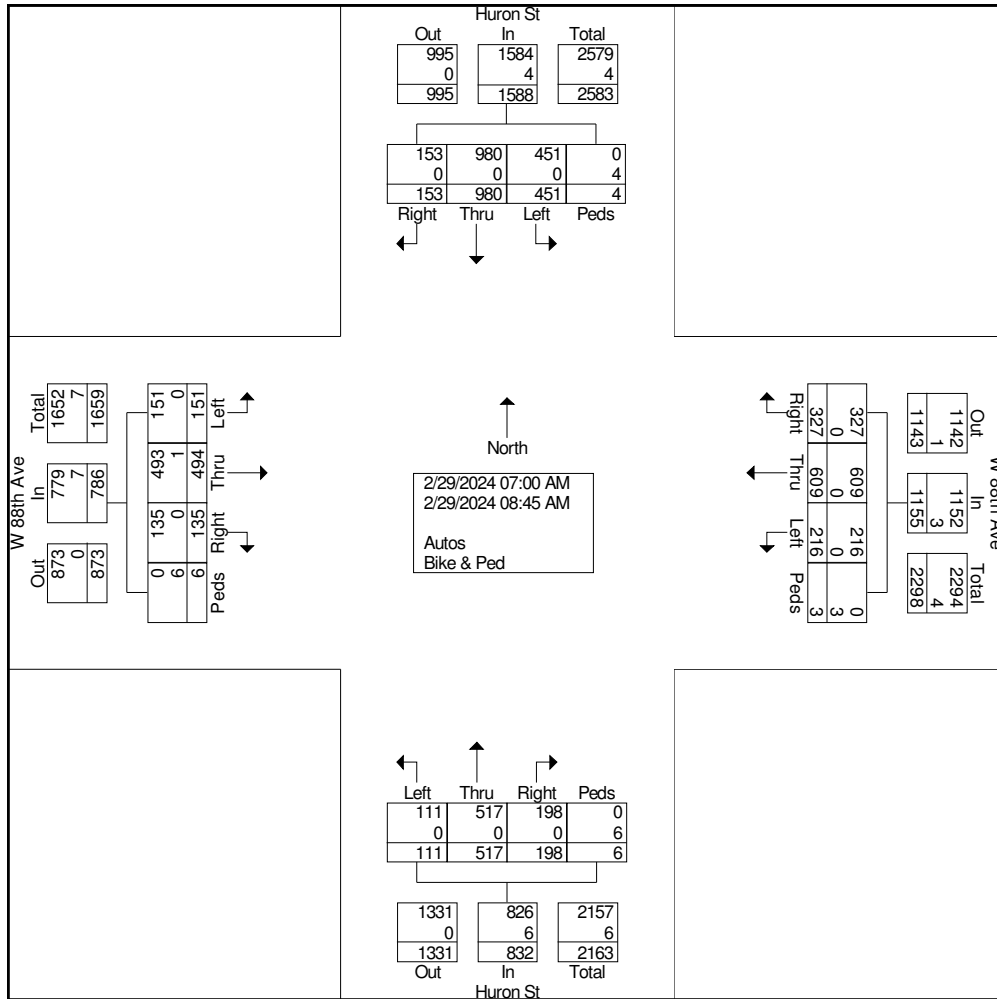 Huron St
Out In Total
995 1584 2579
0 4 4
995 1588 2583
153 980 451 0
0 0 0 4
153 980 451 4
Right Thru Left Peds
W 88th Ave
Total In Out
1652 779 873
7 7 0
1659 786 873
151 493 135 0
0 1 0 6
151 494 135 6
Left Thru Right Peds
North
2/29/2024 07:00 AM
2/29/2024 08:45 AM
Autos
Bike & Ped
Right Thru Left Peds
327 609 216 0
0 0 0 3
327 609 216 3
Out In Total
1142 1152 2294
1 3 4
1143 1155 2298
W 88th Ave
Left Thru Right Peds
111 517 198 0
0 0 0 6
111 517 198 6
1331 826 2157
0 6 6
1331 832 2163
Out In Total
Huron St